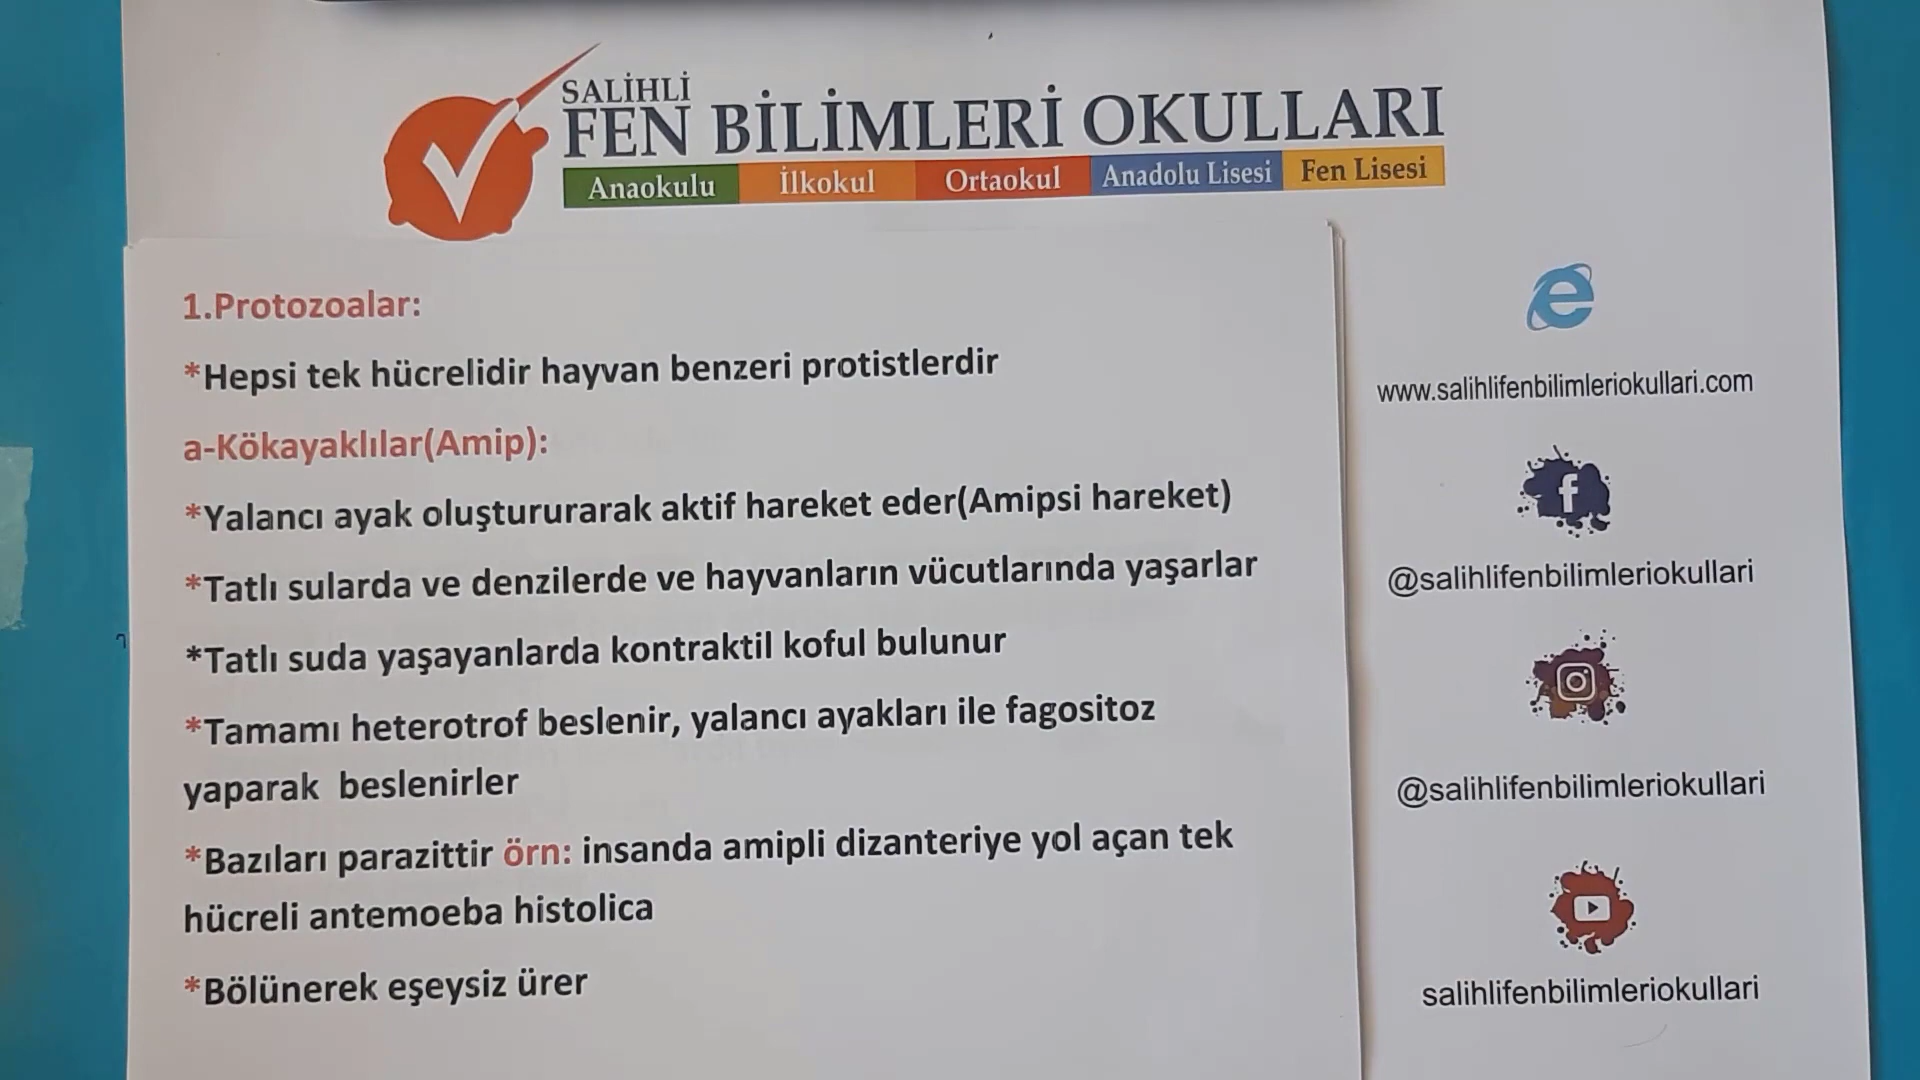 SALİHLİ
FEN BİLİMLERİ OKULLARI
Anaokulu İlkokul Ortaokul Anadolu Lisesi Fen Lisesi
1.Protozoalar:
*Hepsi tek hücrelidir hayvan benzeri protistlerdir
a-Kökayaklılar(Amip):
*Yalancı ayak oluştururarak aktif hareket eder(Amipsi hareket)
*Tatlı sularda ve denzilerde ve hayvanların vücutlarında yaşarlar
*Tatlı suda yaşayanlarda kontraktil koful bulunur
*Tamamı heterotrof beslenir, yalancı ayakları ile fagositoz
yaparak beslenirler
*Bazıları parazittir örn: insanda amipli dizanteriye yol açan tek
hücreli antemoeba histolica
*Bölünerek eşeysiz ürer
www.salihlifenbilimleriokullari.com
@salihlifenbilimleriokullari
@salihlifenbilimleriokullari
salihlifenbilimleriokullari